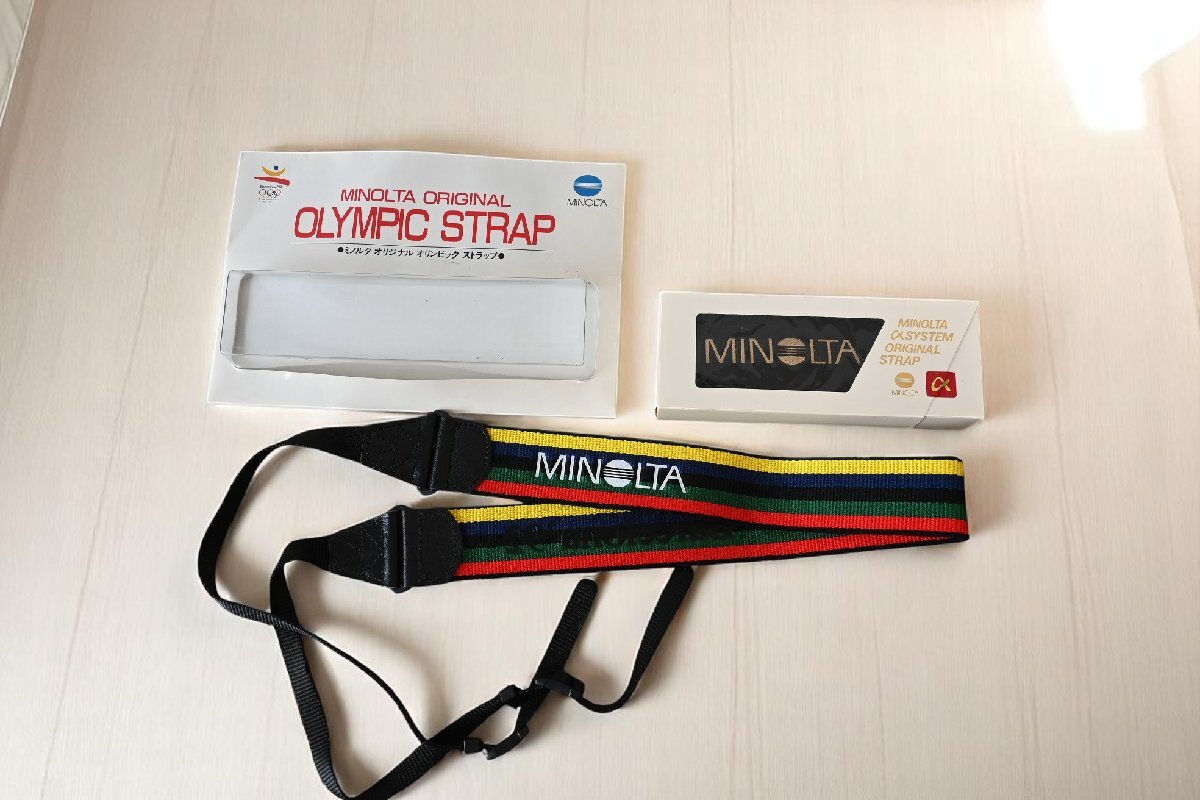 MINOLTA ORIGINAL
OLYMPIC STRAP
●ミノルタ オリジナル オリンピック ストラップ●
MINOLTA
MINOLTA
MINOLTA
αSYSTEM
ORIGINAL
STRAP
MINOLTA
α
MINOLTA